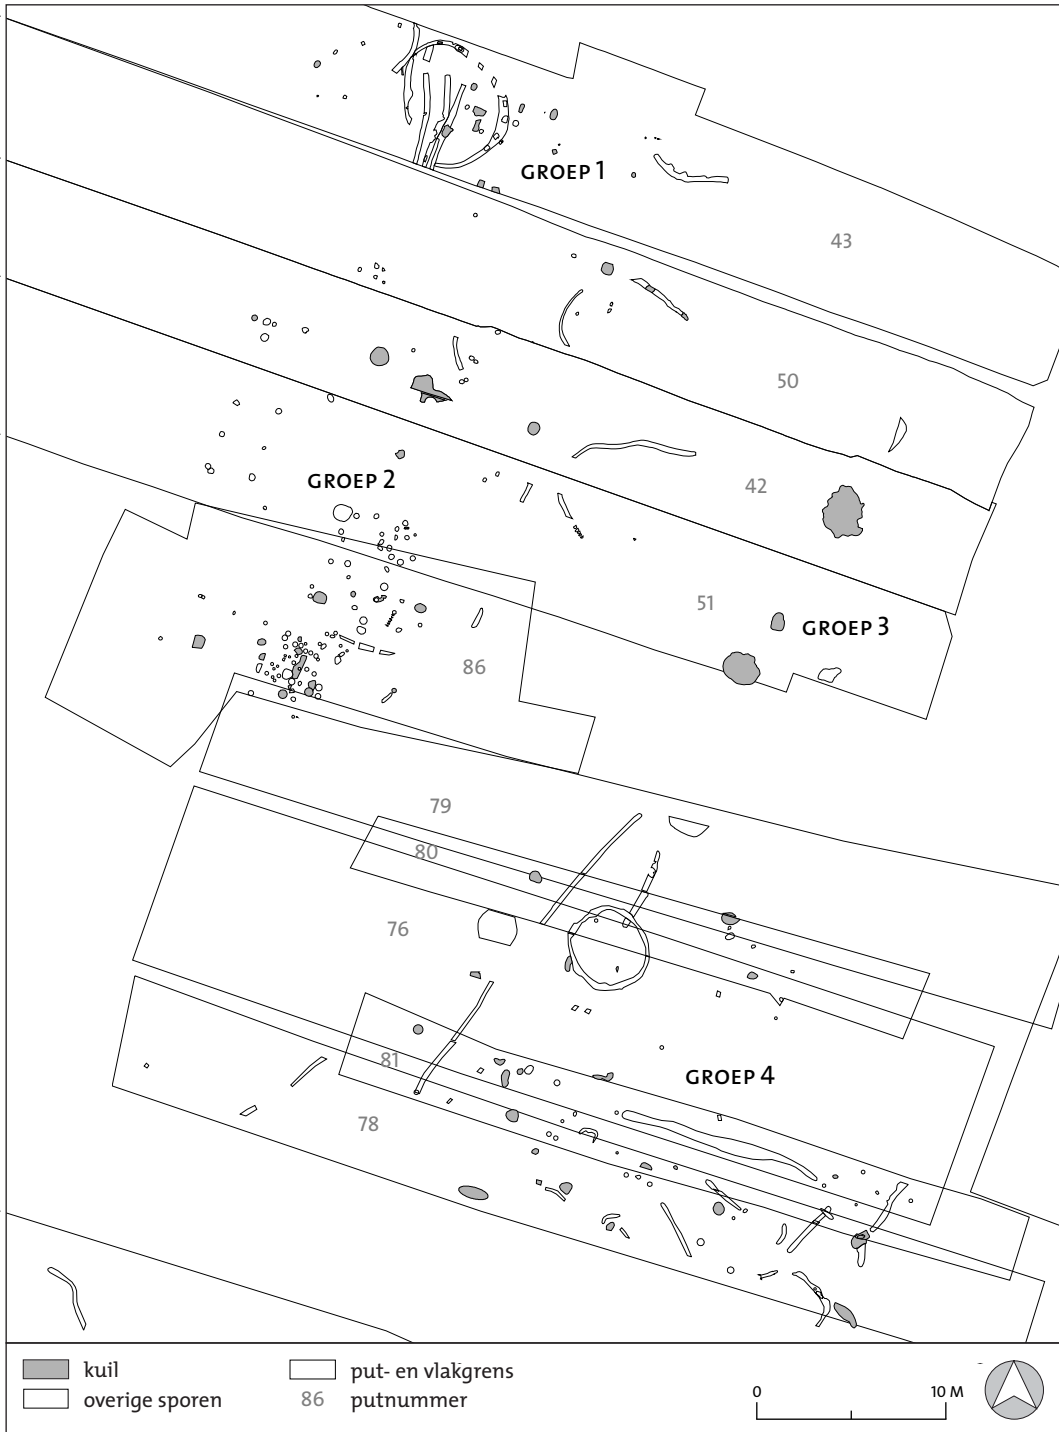 GROEP 1
43
50
GROEP 2
42
51
GROEP 3
86
79
80
76
81
GROEP 4
78
kuil
overige sporen
put- en vlakgrens
86 putnummer
0 10 M